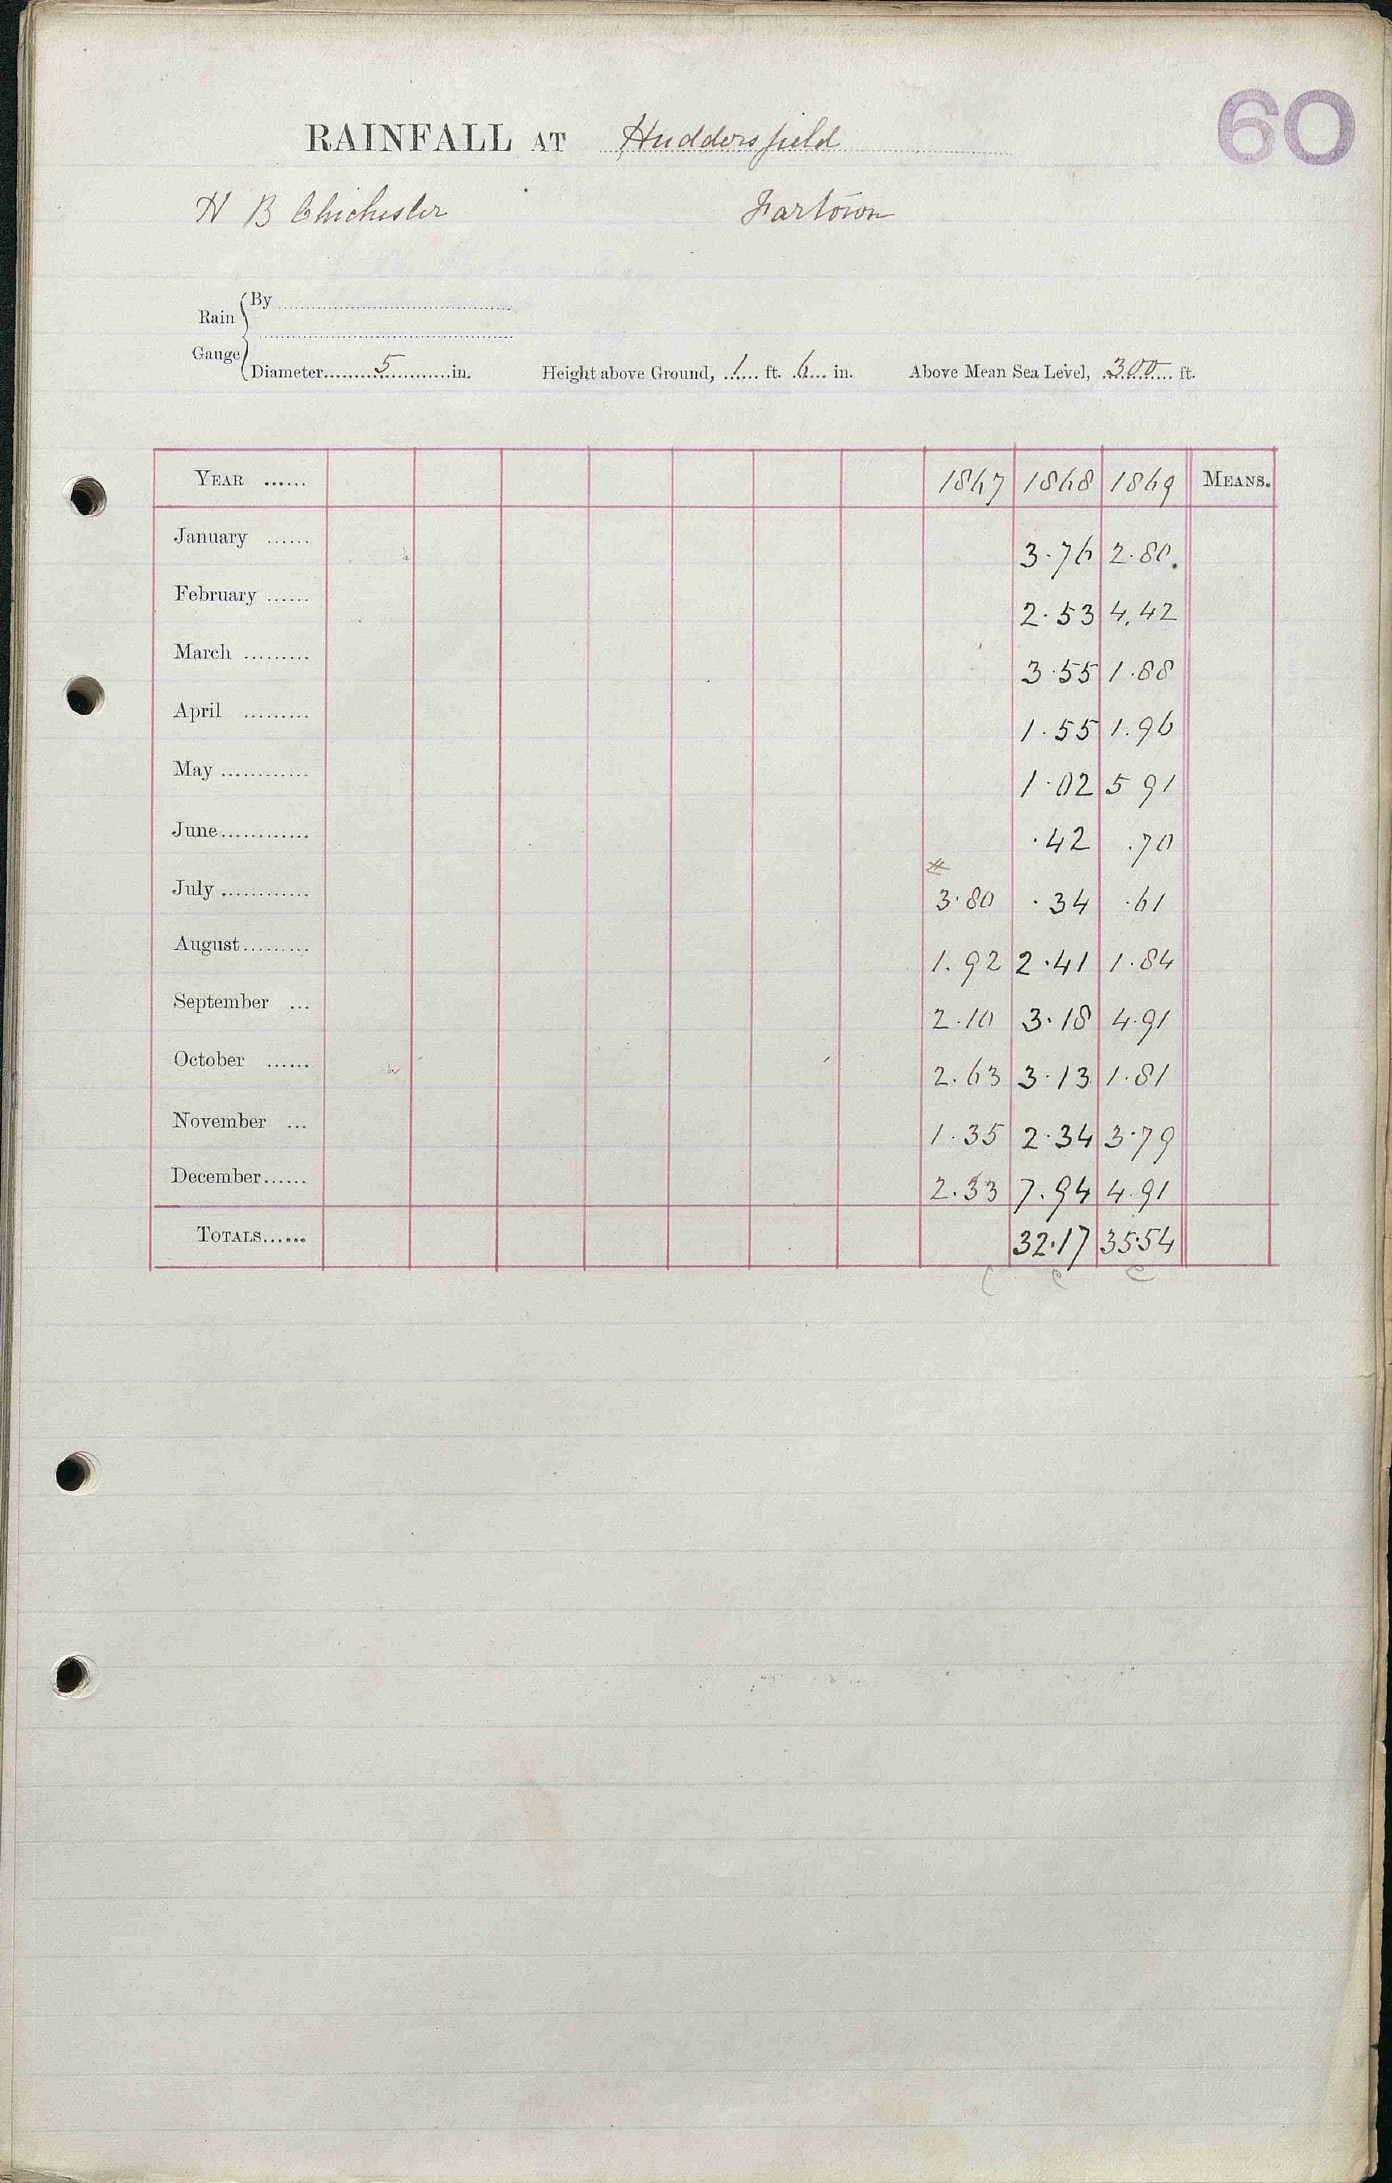 60
RAINFALL AT Huddersfield
H B Chichester Fartown
Rain Gauge By
Diameter 5 in. Height above Ground, 1 ft. 6 in. Above Mean Sea Level, 300 ft.
YEAR ...... 1867 1868 1869 MEANS.
January ...... 3.76 2.80
February ...... 2.53 4.42
March ......... 3.55 1.88
April ......... 1.55 1.96
May ............ 1.02 5 91
June............ .42 .70
July ............ 3.80 .34 .61
August......... 1.92 2.41 1.84
September ... 2.10 3.18 4.91
October ...... 2.63 3.13 1.81
November ... 1.35 2.34 3.79
December...... 2.33 7.94 4.91
TOTALS...... 32.17 35.54
C C C